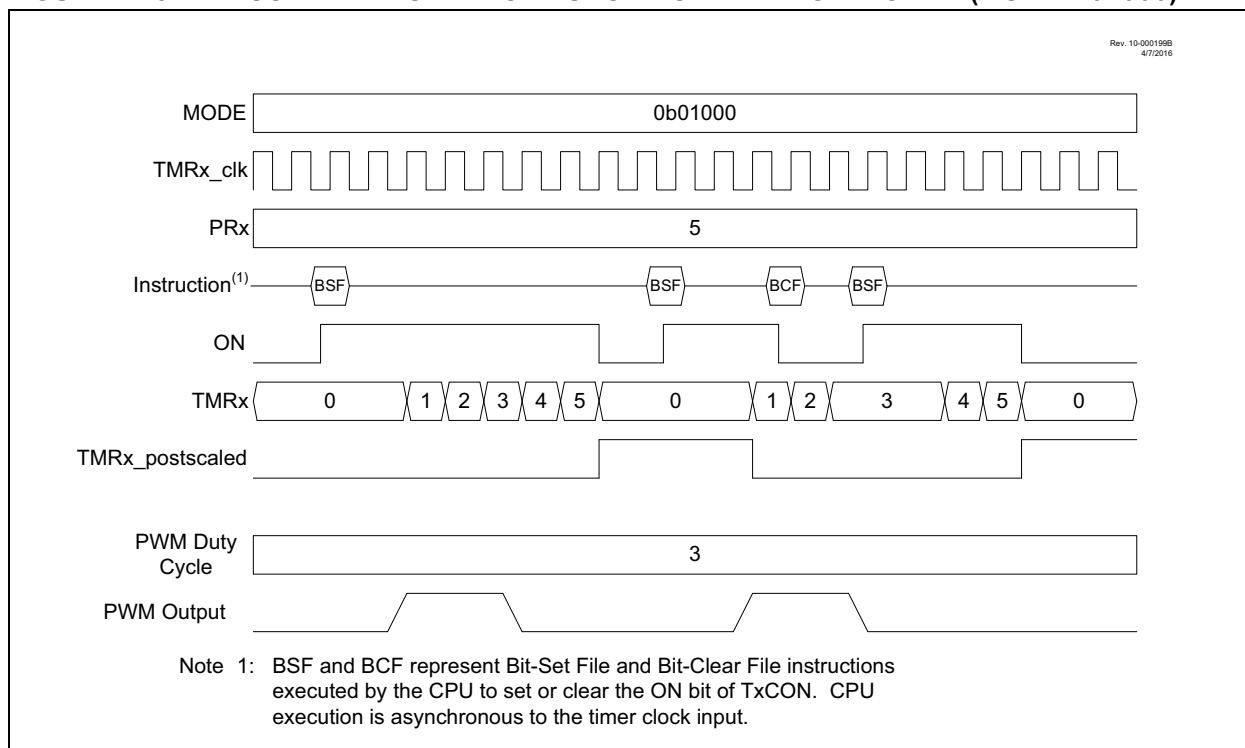 Rev. 10-000199B
4/7/2016
MODE 0b01000
TMRx_clk
PRx 5
Instruction(1) BSF BSF BCF BSF
ON
TMRx 0 1 2 3 4 5 0 1 2 3 4 5 0
TMRx_postscaled
PWM Duty
Cycle 3
PWM Output
Note 1: BSF and BCF represent Bit-Set File and Bit-Clear File instructions
executed by the CPU to set or clear the ON bit of TxCON. CPU
execution is asynchronous to the timer clock input.